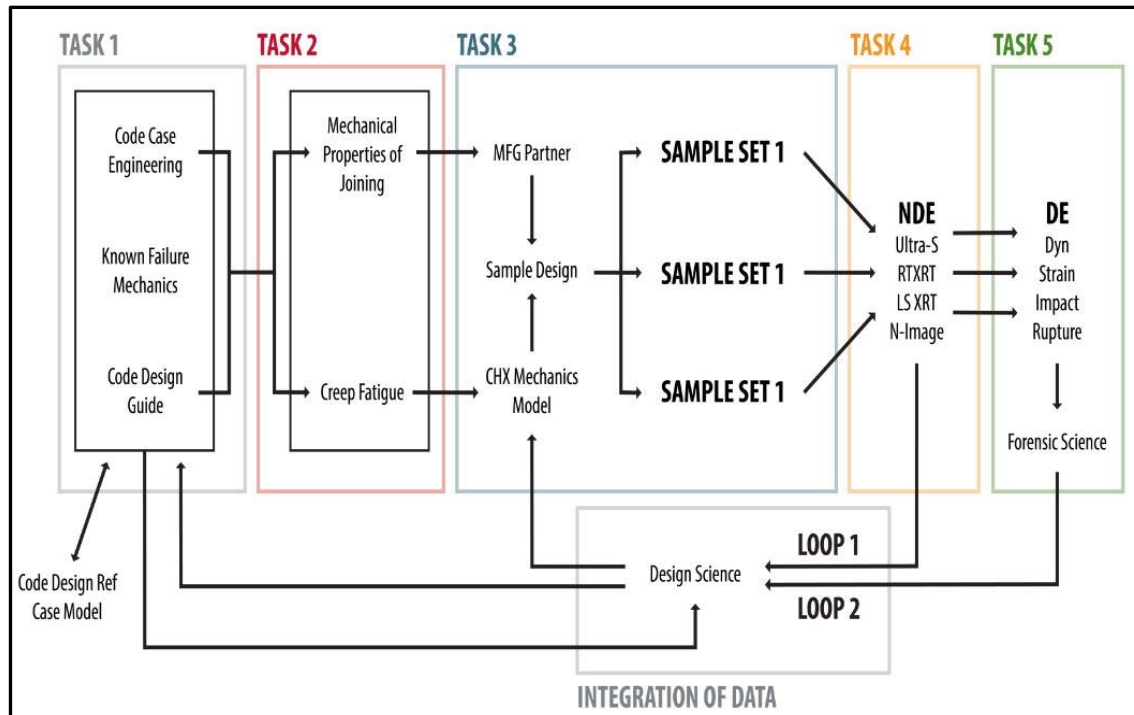 TASK 1
Code Case
Engineering
Known Failure
Mechanics
Code Design
Guide
Code Design Ref
Case Model
TASK 2
Mechanical
Properties of
Joining
Creep Fatigue
TASK 3
MFG Partner
Sample Design
CHX Mechanics
Model
SAMPLE SET 1
SAMPLE SET 1
SAMPLE SET 1
TASK 4
NDE
Ultra-S
RTXRT
LS XRT
N-Image
TASK 5
DE
Dyn
Strain
Impact
Rupture
Forensic Science
Design Science
LOOP 1
LOOP 2
INTEGRATION OF DATA